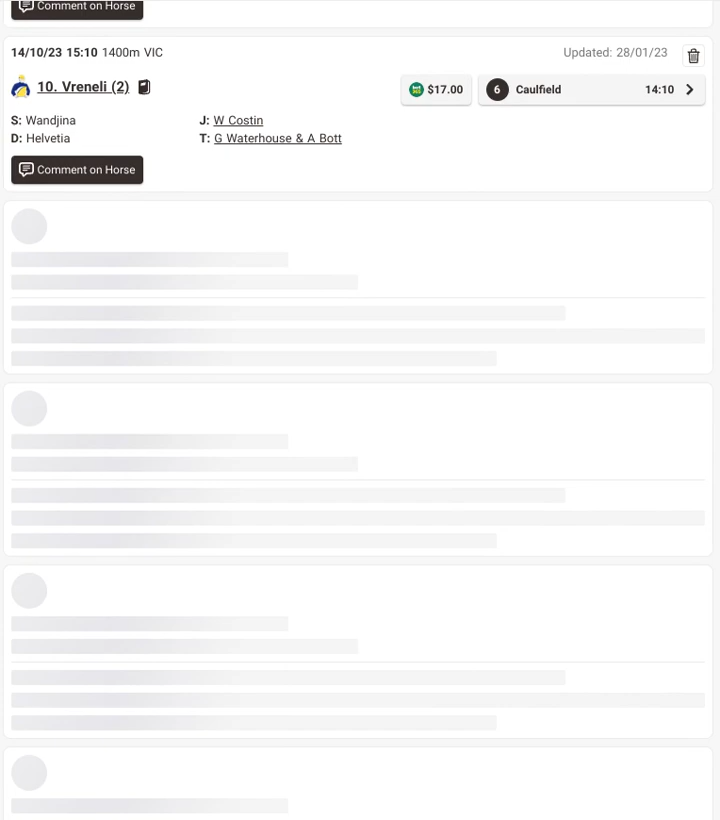 Comment on Horse
14/10/23 15:10 1400m VIC
Updated: 28/01/23
10. Vreneli (2)
$17.00
6 Caulfield 14:10
S: Wandjina
J: W Costin
D: Helvetia
T: G Waterhouse & A Bott
Comment on Horse